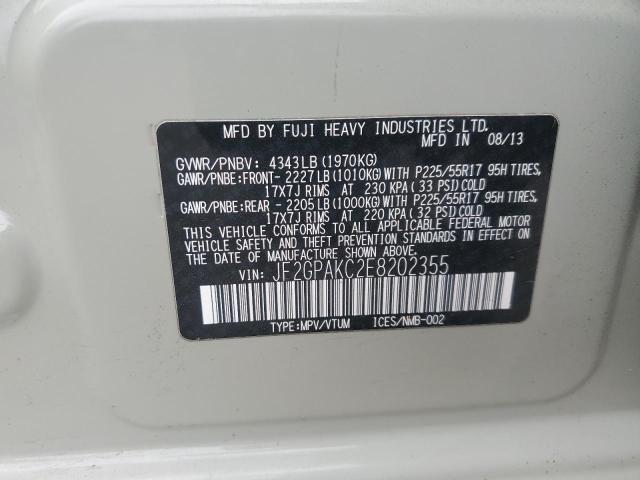 MFD BY FUJI HEAVY INDUSTRIES LTD.
MFD IN 08/13
GVWR/PNBV: 4343LB (1970KG)
GAWR/PNBE:FRONT- 2227LB(1010KG)WITH P225/55R17 95H TIRES,
17X7J RIMS AT 230 KPA (33 PSI)COLD
GAWR/PNBE:REAR - 2205LB(1000KG)WITH P225/55R17 95H TIRES,
17X7J RIMS AT 220 KPA (32 PSI)COLD
THIS VEHICLE CONFORMS TO ALL APPLICABLE FEDERAL MOTOR
VEHICLE SAFETY AND THEFT PREVENTION STANDARDS IN EFFECT ON
THE DATE OF MANUFACTURE SHOWN ABOVE.
VIN: JF2GPAKC2E8202355
TYPE:MPV/VTUM ICES/NMB-002